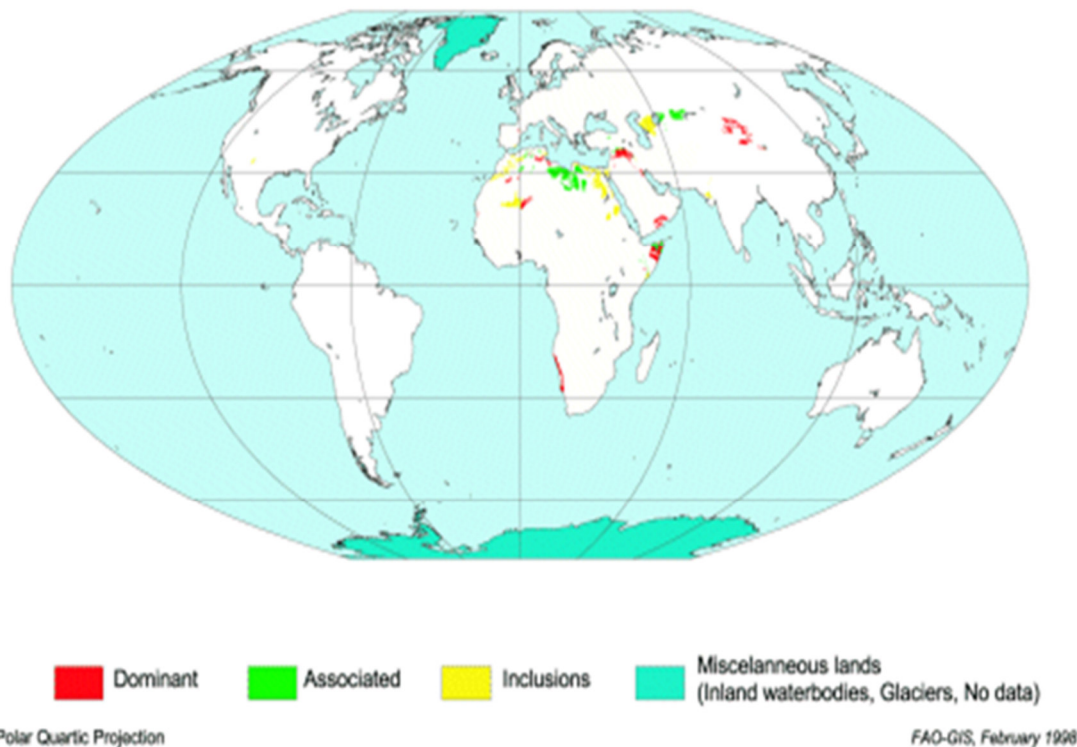 Dominant
Associated
Inclusions
Miscelanneous lands
(Inland waterbodies, Glaciers, No data)
Polar Quartic Projection
FAO-GIS, February 1998